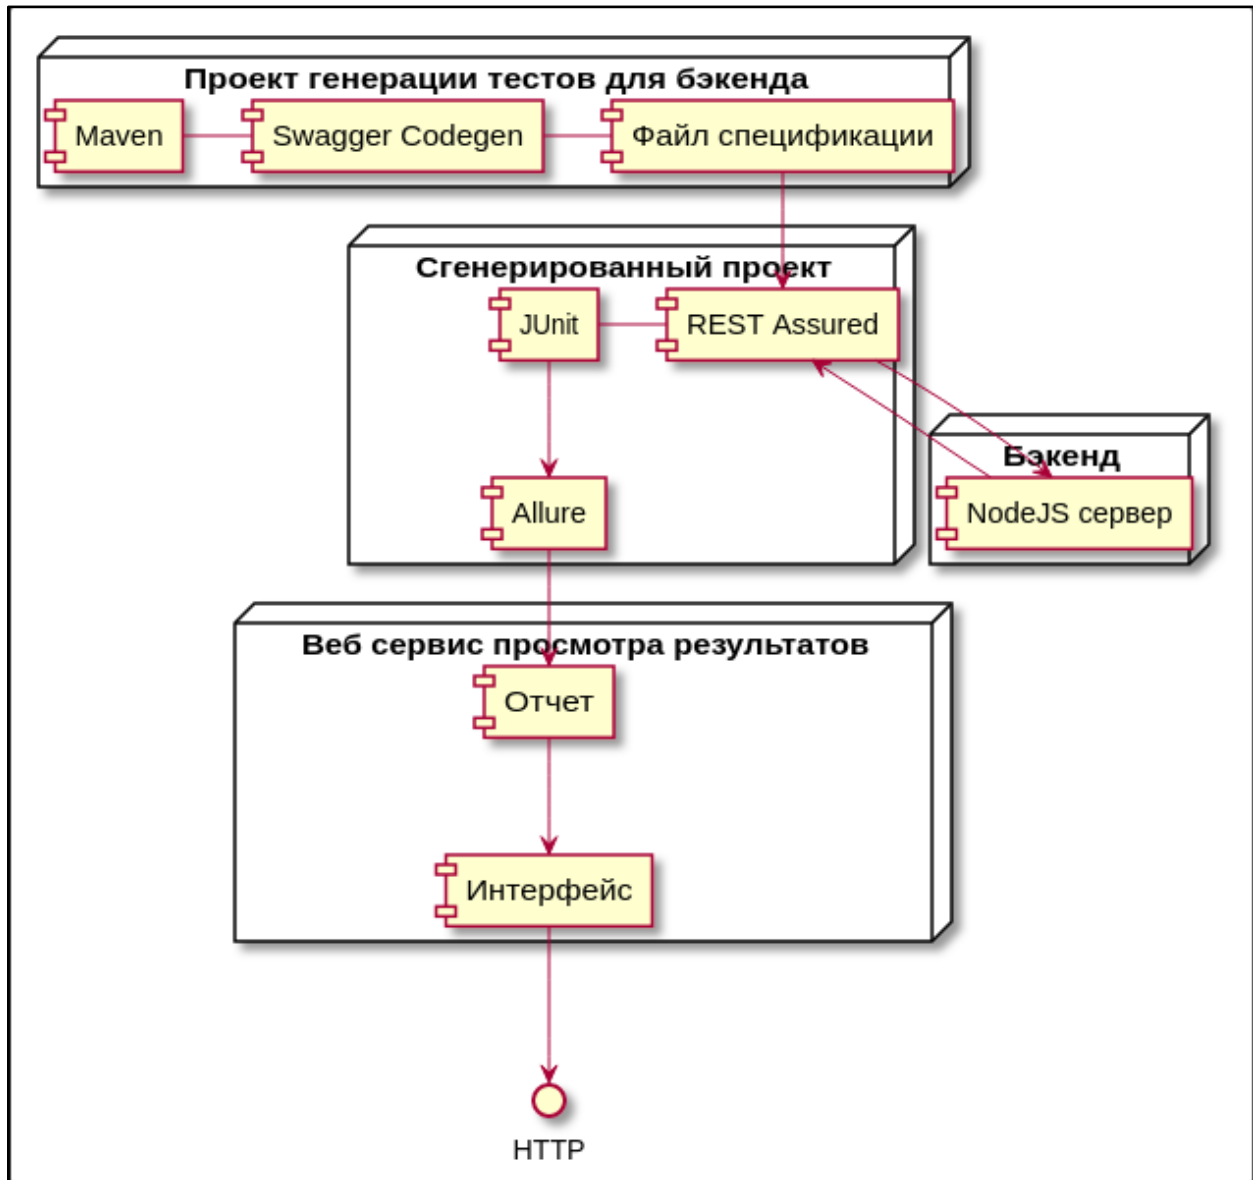 Проект генерации тестов для бэкенда
Maven
Swagger Codegen
Файл спецификации
Сгенерированный проект
JUnit
REST Assured
Бэкенд
NodeJS сервер
Allure
Веб сервис просмотра результатов
Отчет
Интерфейс
HTTP